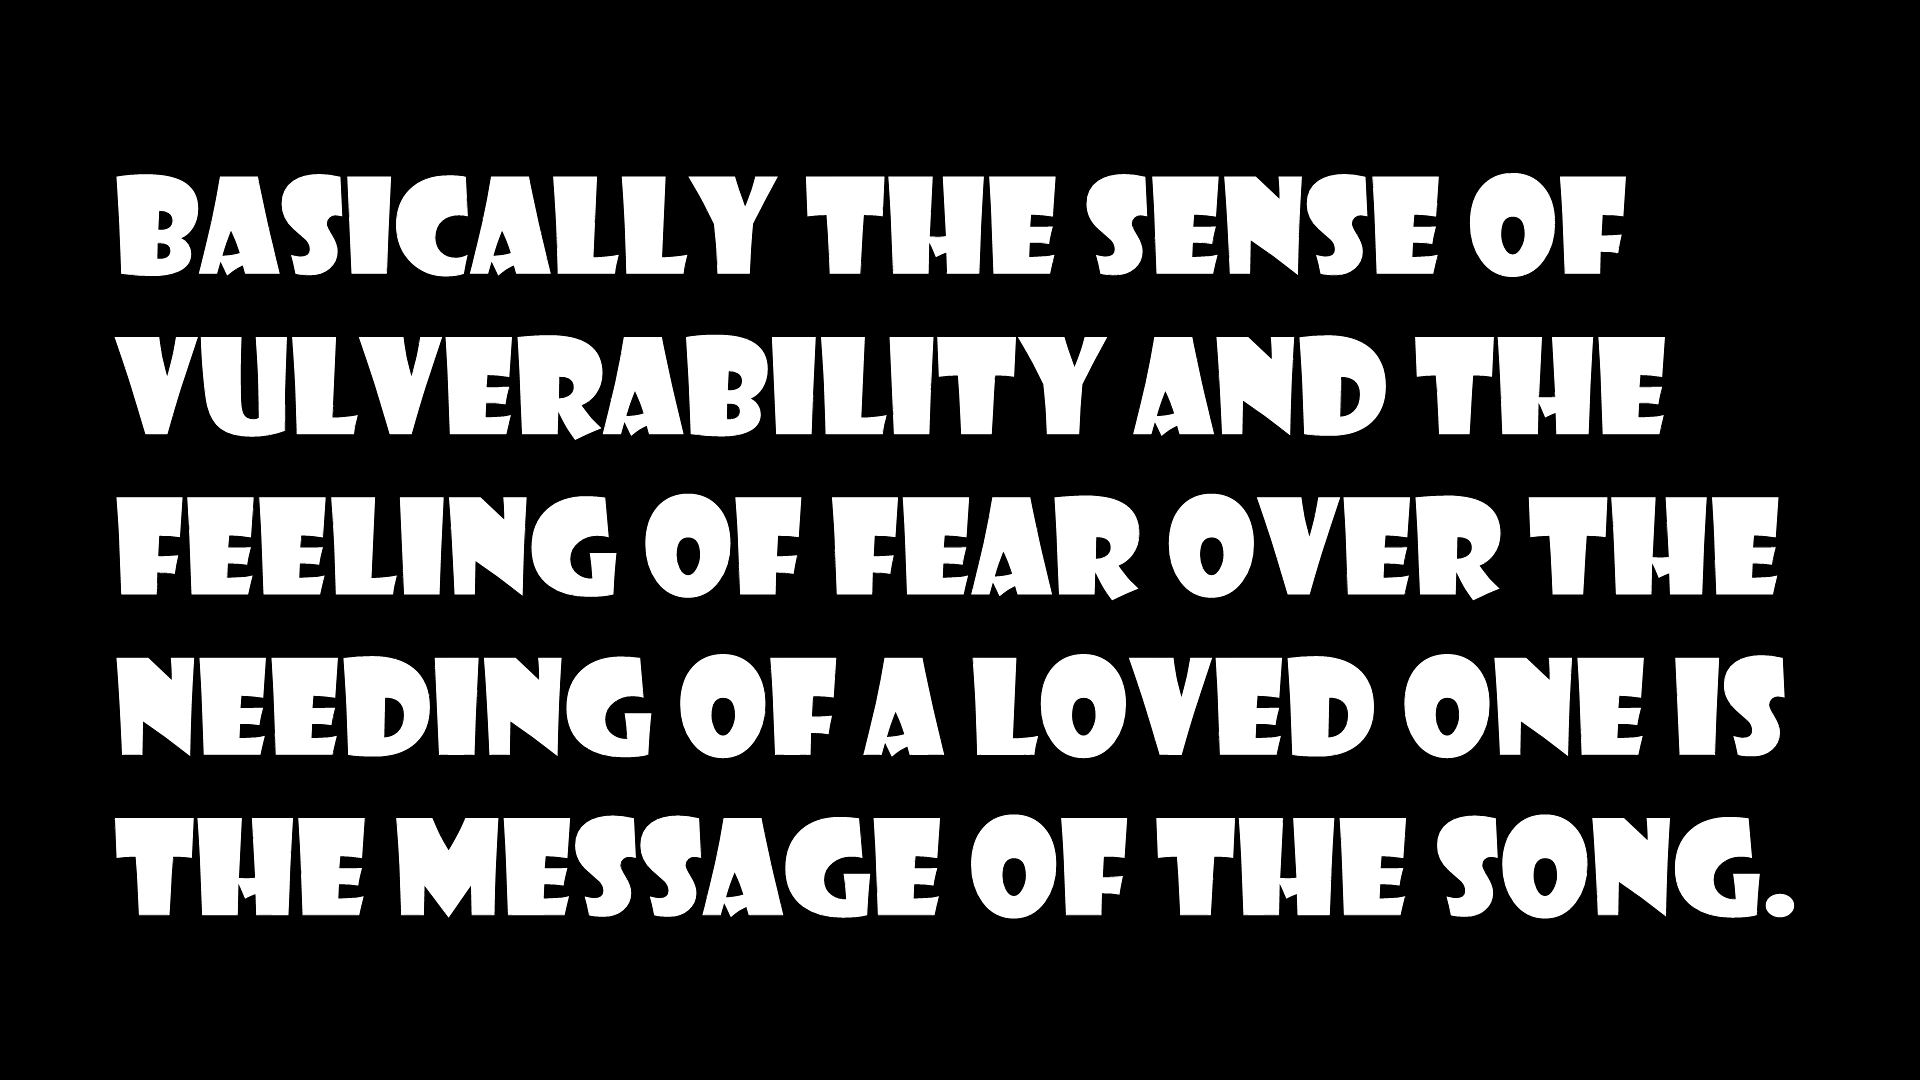 BASICALLY THE SENSE OF
VULVERABILITY AND THE
FEELING OF FEAR OVER THE
NEEDING OF A LOVED ONE IS
THE MESSAGE OF THE SONG.